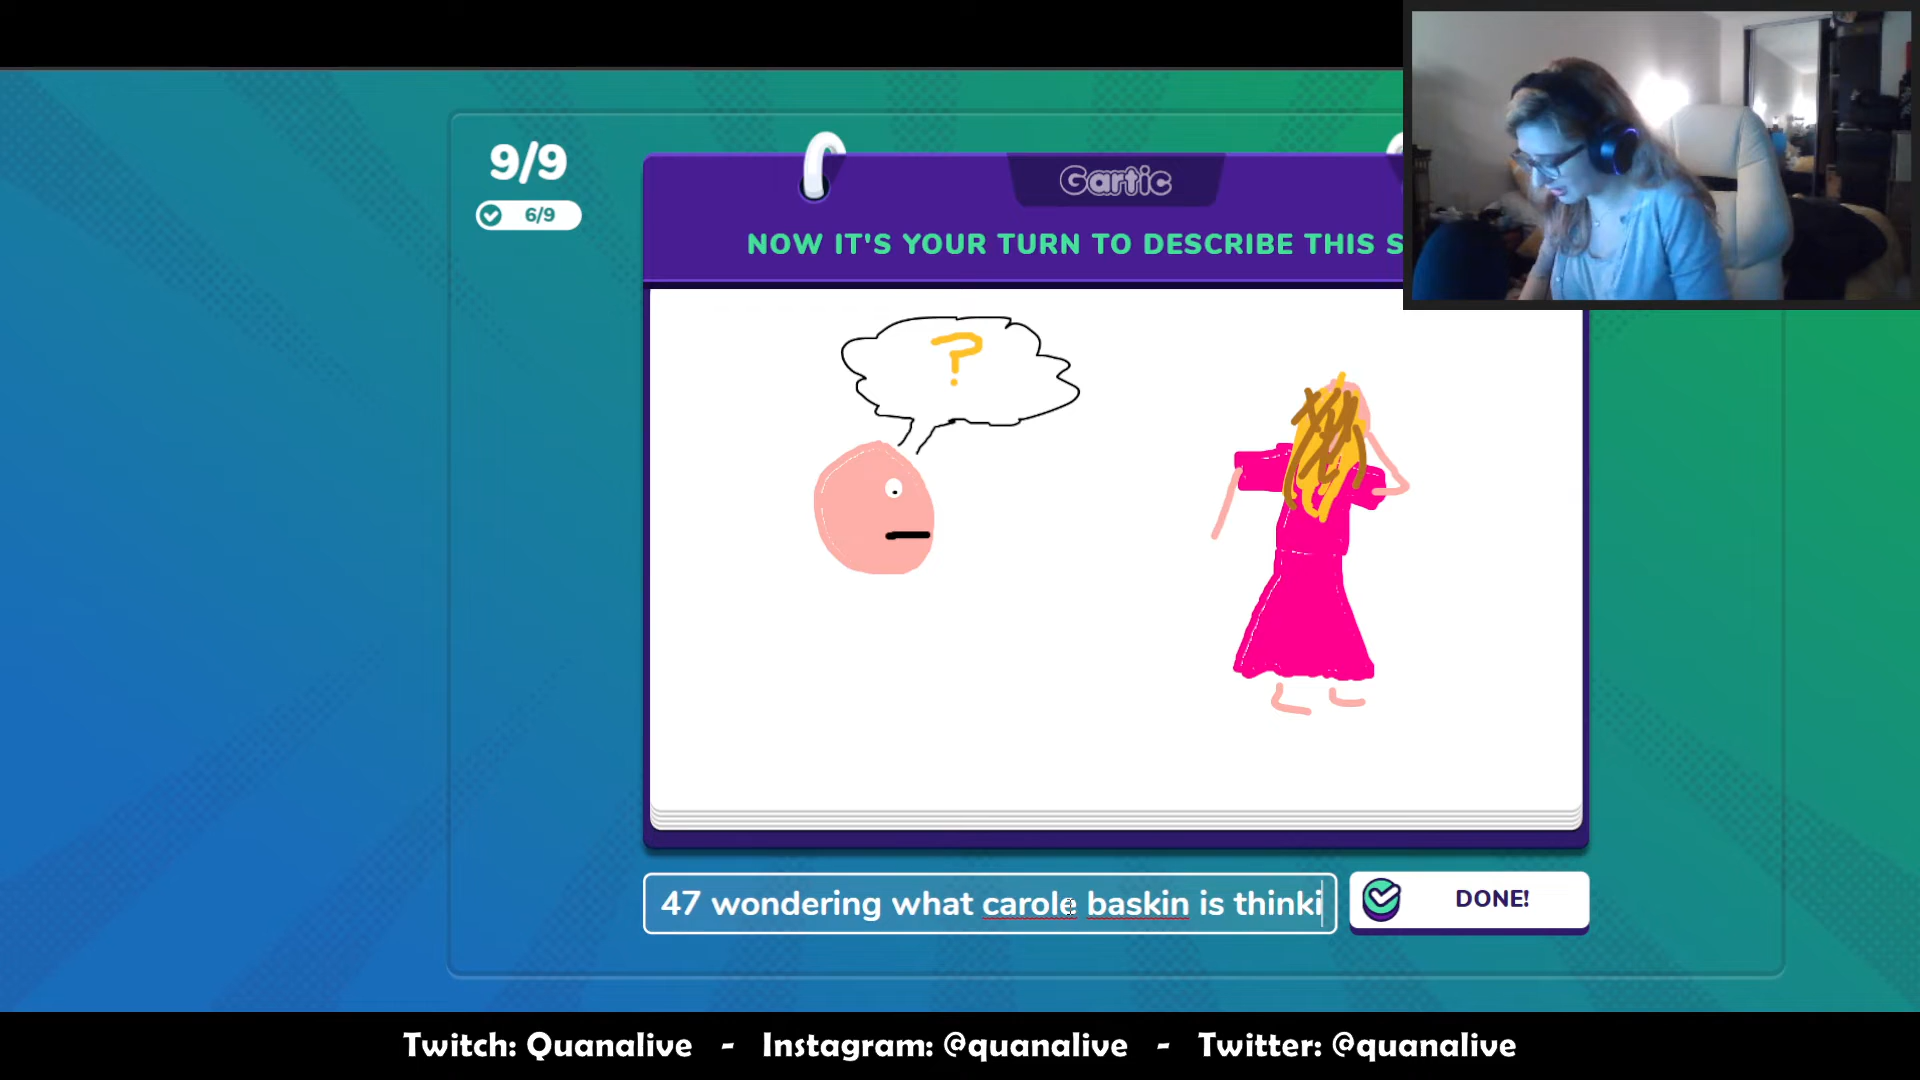 9/9
6/9
Gartic
NOW IT'S YOUR TURN TO DESCRIBE THIS S
?
47 wondering what carole baskin is thinki
DONE!
Twitch: Quanalive - Instagram: @quanalive - Twitter: @quanalive